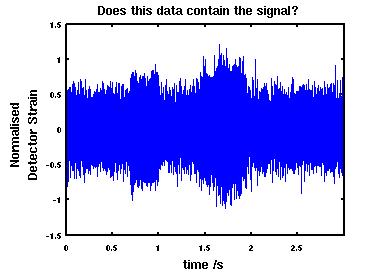 Does this data contain the signal?
1.5
1
0.5
0
-0.5
-1
-1.5
Normalised
Detector Strain
0 0.5 1 1.5 2 2.5
time /s